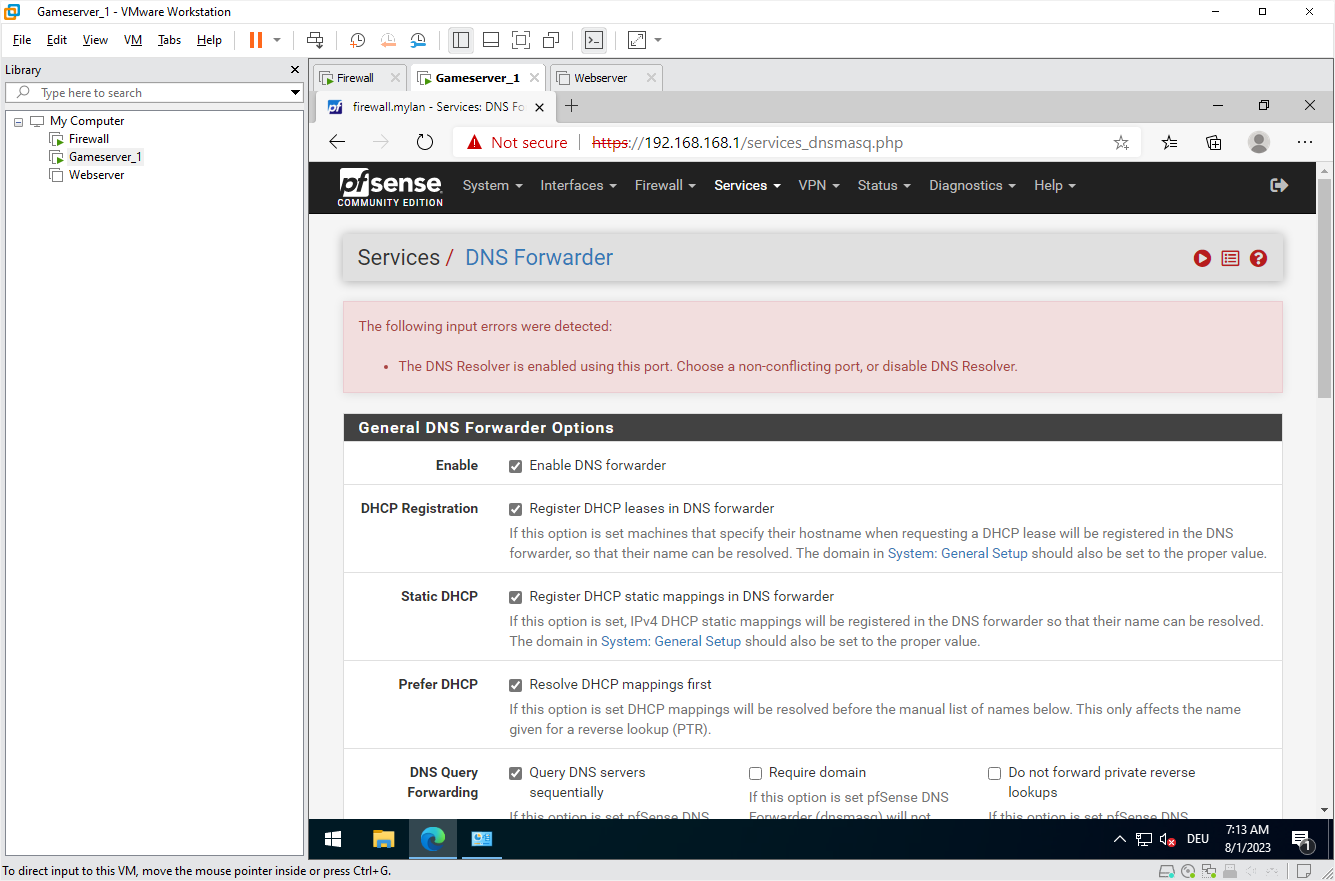 Gameserver_1 - VMware Workstation
File Edit View VM Tabs Help
Library
Type here to search
My Computer
Firewall
Gameserver_1
Webserver
Firewall Gameserver_1 Webserver
pf firewall.mylan - Services: DNS Fo
Not secure https://192.168.168.1/services_dnsmasq.php
pfsense COMMUNITY EDITION
System Interfaces Firewall Services VPN Status Diagnostics Help
Services / DNS Forwarder
The following input errors were detected:
• The DNS Resolver is enabled using this port. Choose a non-conflicting port, or disable DNS Resolver.
General DNS Forwarder Options
Enable Enable DNS forwarder
DHCP Registration Register DHCP leases in DNS forwarder
If this option is set machines that specify their hostname when requesting a DHCP lease will be registered in the DNS
forwarder, so that their name can be resolved. The domain in System: General Setup should also be set to the proper value.
Static DHCP Register DHCP static mappings in DNS forwarder
If this option is set, IPv4 DHCP static mappings will be registered in the DNS forwarder so that their name can be resolved.
The domain in System: General Setup should also be set to the proper value.
Prefer DHCP Resolve DHCP mappings first
If this option is set DHCP mappings will be resolved before the manual list of names below. This only affects the name
given for a reverse lookup (PTR).
DNS Query Forwarding
Query DNS servers sequentially
If this option is set pfSense DNS
Require domain
If this option is set pfSense DNS
Forwarder (dnsmasq) will not
Do not forward private reverse lookups
If this option is set pfSense DNS
DEU
7:13 AM
8/1/2023
1
To direct input to this VM, move the mouse pointer inside or press Ctrl+G.